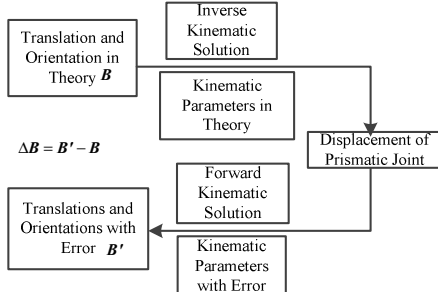 Inverse
Kinematic
Solution
Translation and
Orientation in
Theory B
Kinematic
Parameters in
Theory
Displacement of
Prismatic Joint
ΔB = B' − B
Forward
Kinematic
Solution
Translations and
Orientations with
Error B'
Kinematic
Parameters
with Error